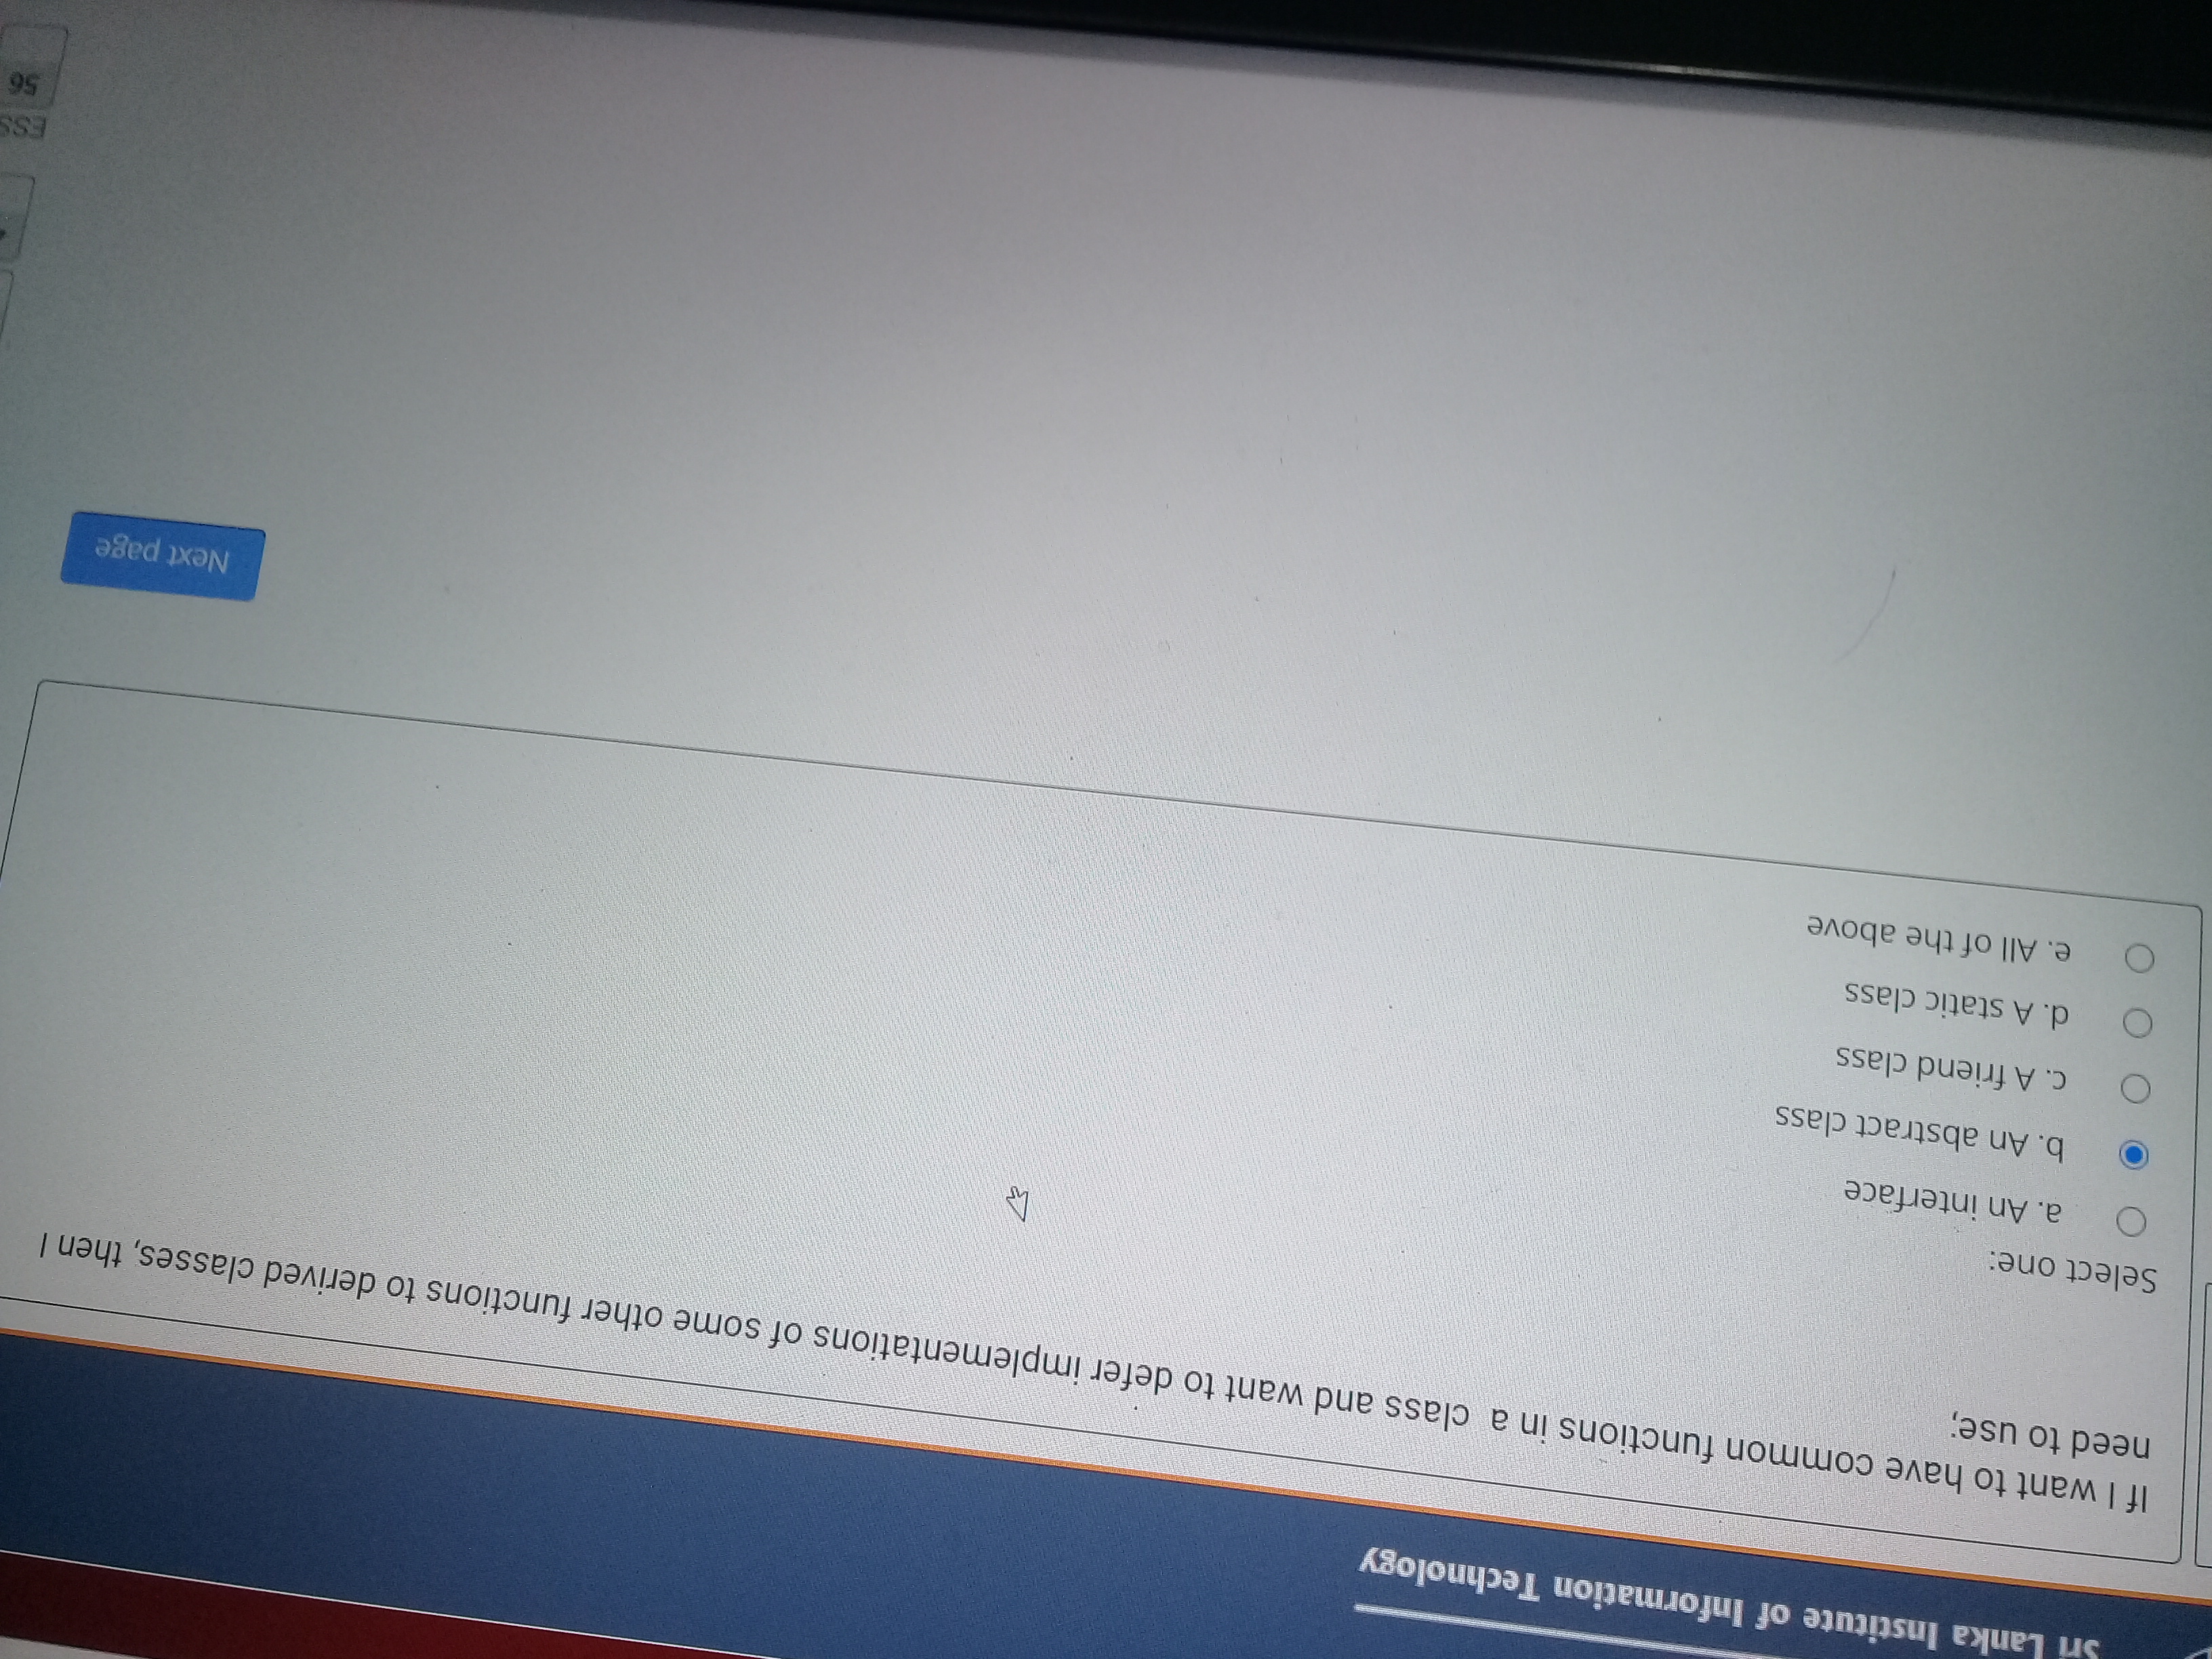 Sri Lanka Institute of Information Technology
If I want to have common functions in a class and want to defer implementations of some other functions to derived classes, then I
need to use;
Select one:
a. An interface
b. An abstract class
c. A friend class
d. A static class
e. All of the above
Next page
ESS
56